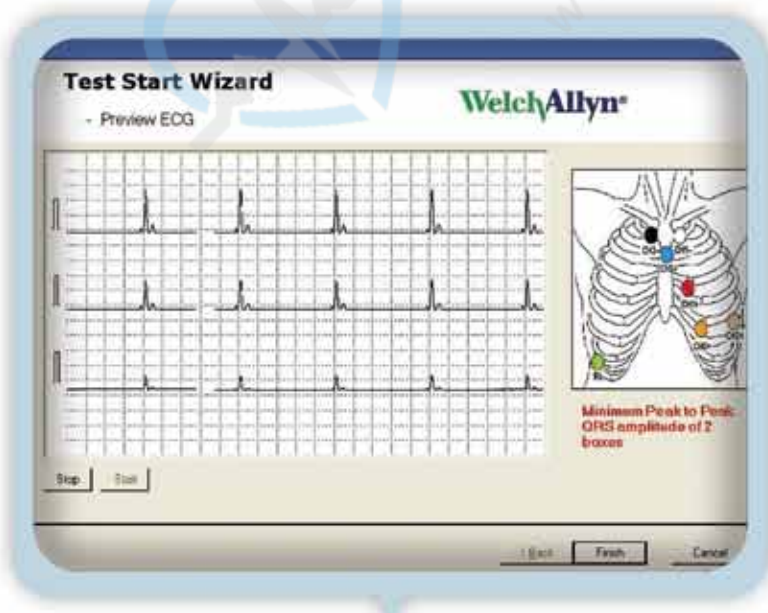 Test Start Wizard
- Preview ECG
WelchAllyn®
Minimum Peak to Peak
QRS amplitude of 2
boxes
Stop
Start
< Back
Finish
Cancel